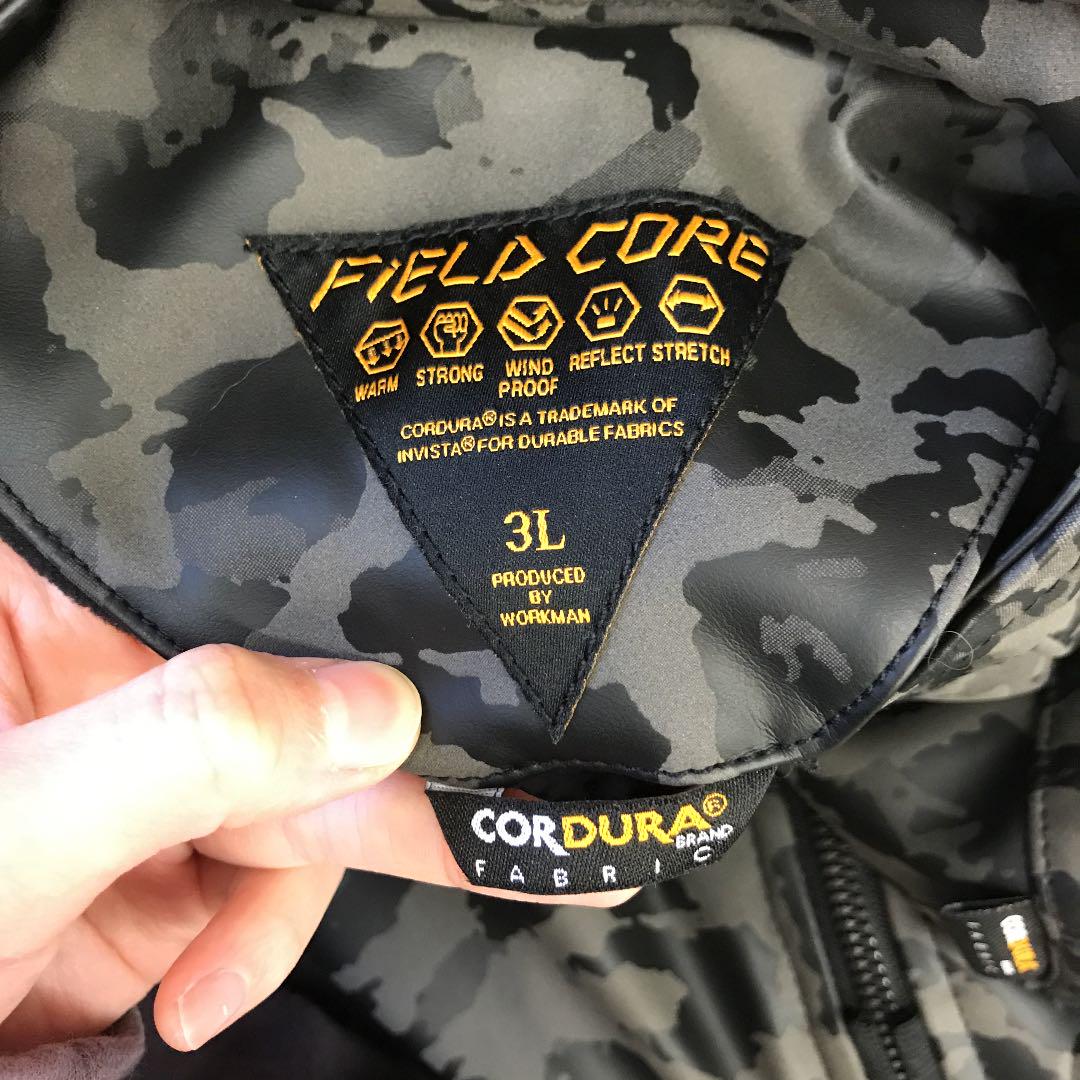 FiELD CORE
WARM STRONG WIND PROOF REFLECT STRETCH
CORDURA® IS A TRADEMARK OF
INVISTA® FOR DURABLE FABRICS
3L
PRODUCED
BY
WORKMAN
CORDURA®
BRAND
FABRIC
CORDURA